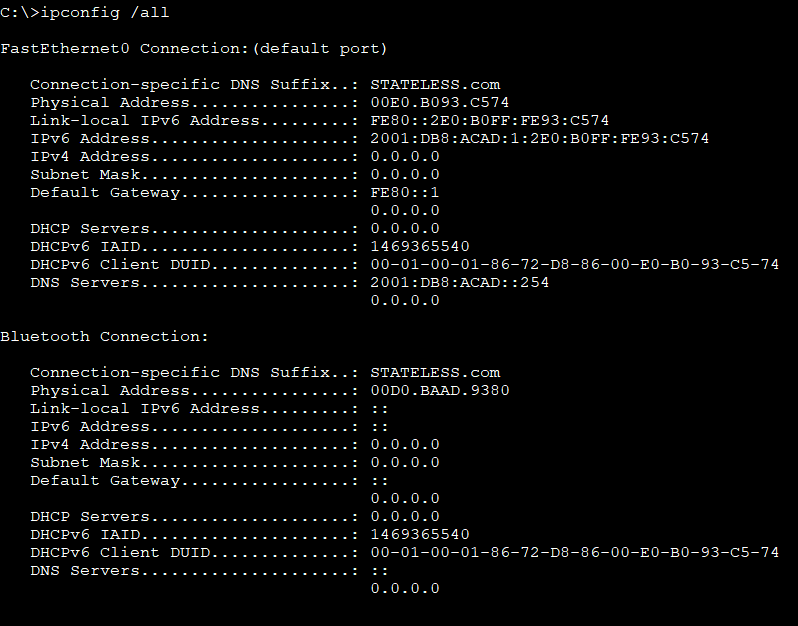 C:\>ipconfig /all
FastEthernet0 Connection:(default port)
Connection-specific DNS Suffix..: STATELESS.com
Physical Address................: 00E0.B093.C574
Link-local IPv6 Address.........: FE80::2E0:B0FF:FE93:C574
IPv6 Address....................: 2001:DB8:ACAD:1:2E0:B0FF:FE93:C574
IPv4 Address....................: 0.0.0.0
Subnet Mask.....................: 0.0.0.0
Default Gateway.................: FE80::1
0.0.0.0
DHCP Servers....................: 0.0.0.0
DHCPv6 IAID.....................: 1469365540
DHCPv6 Client DUID..............: 00-01-00-01-86-72-D8-86-00-E0-B0-93-C5-74
DNS Servers.....................: 2001:DB8:ACAD::254
0.0.0.0
Bluetooth Connection:
Connection-specific DNS Suffix..: STATELESS.com
Physical Address................: 00D0.BAAD.9380
Link-local IPv6 Address.........: ::
IPv6 Address....................: ::
IPv4 Address....................: 0.0.0.0
Subnet Mask.....................: 0.0.0.0
Default Gateway.................: ::
0.0.0.0
DHCP Servers....................: 0.0.0.0
DHCPv6 IAID.....................: 1469365540
DHCPv6 Client DUID..............: 00-01-00-01-86-72-D8-86-00-E0-B0-93-C5-74
DNS Servers.....................: ::
0.0.0.0